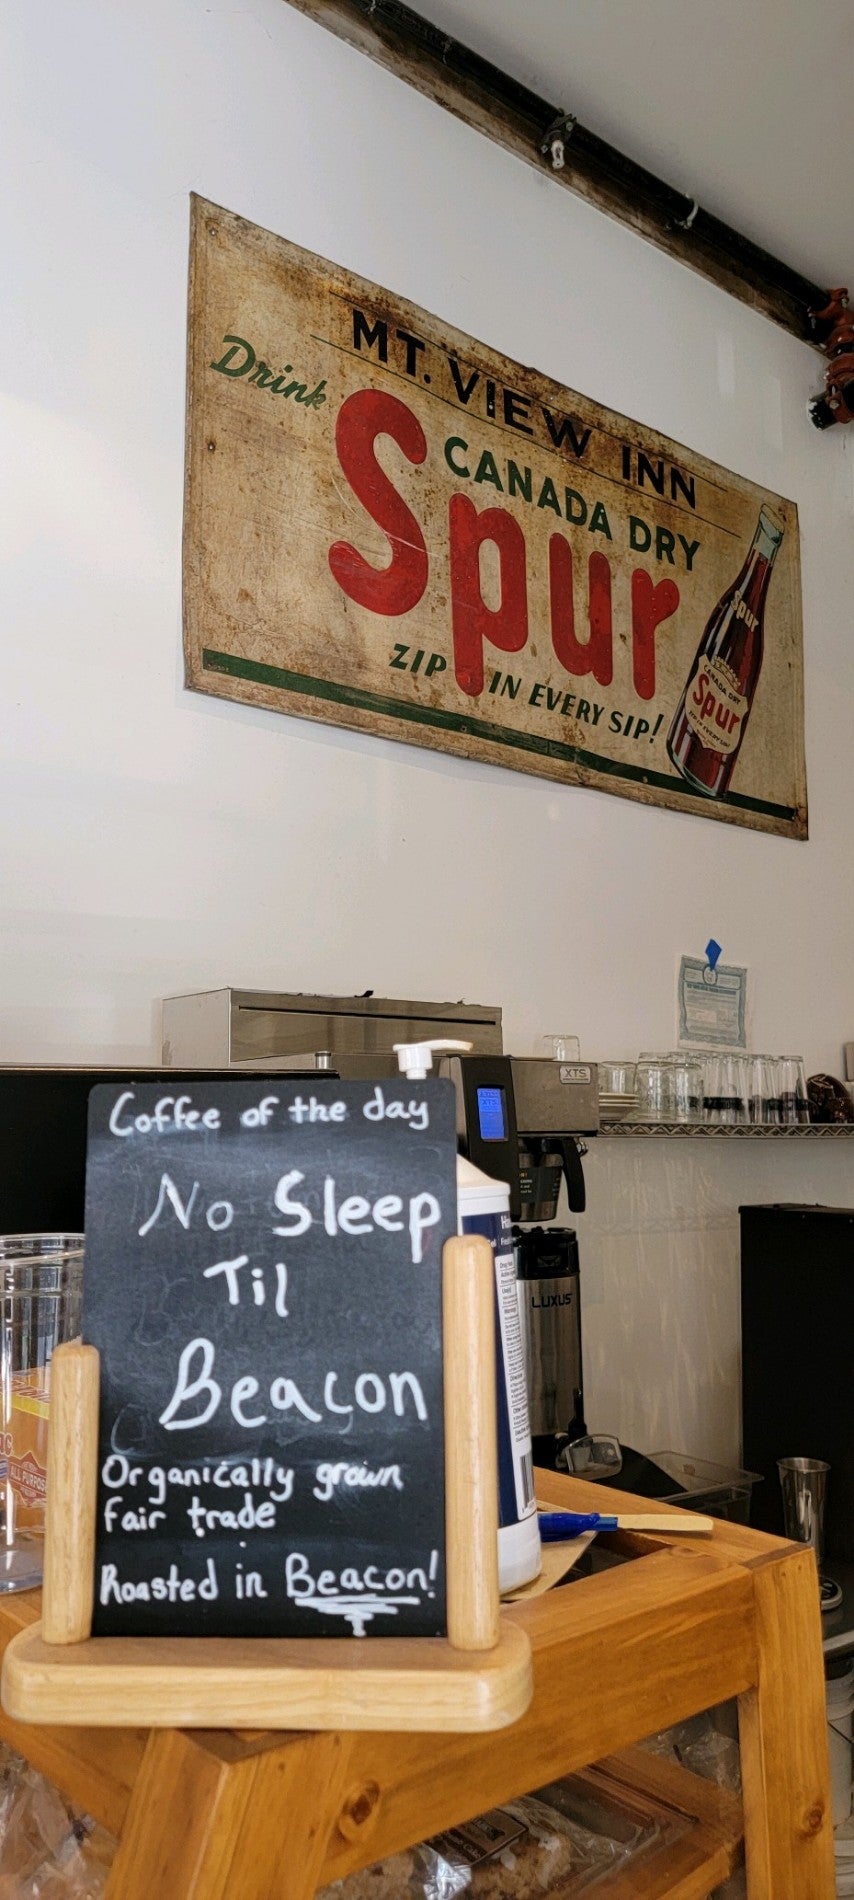 MT. VIEW INN
Drink
CANADA DRY
Spur
ZIP IN EVERY SIP!
Spur
CANADA DRY
Spur
XTS
XTS
LUXUS
Coffee of the day
No Sleep
Til
Beacon
Organically grown
fair trade
Roasted in Beacon!